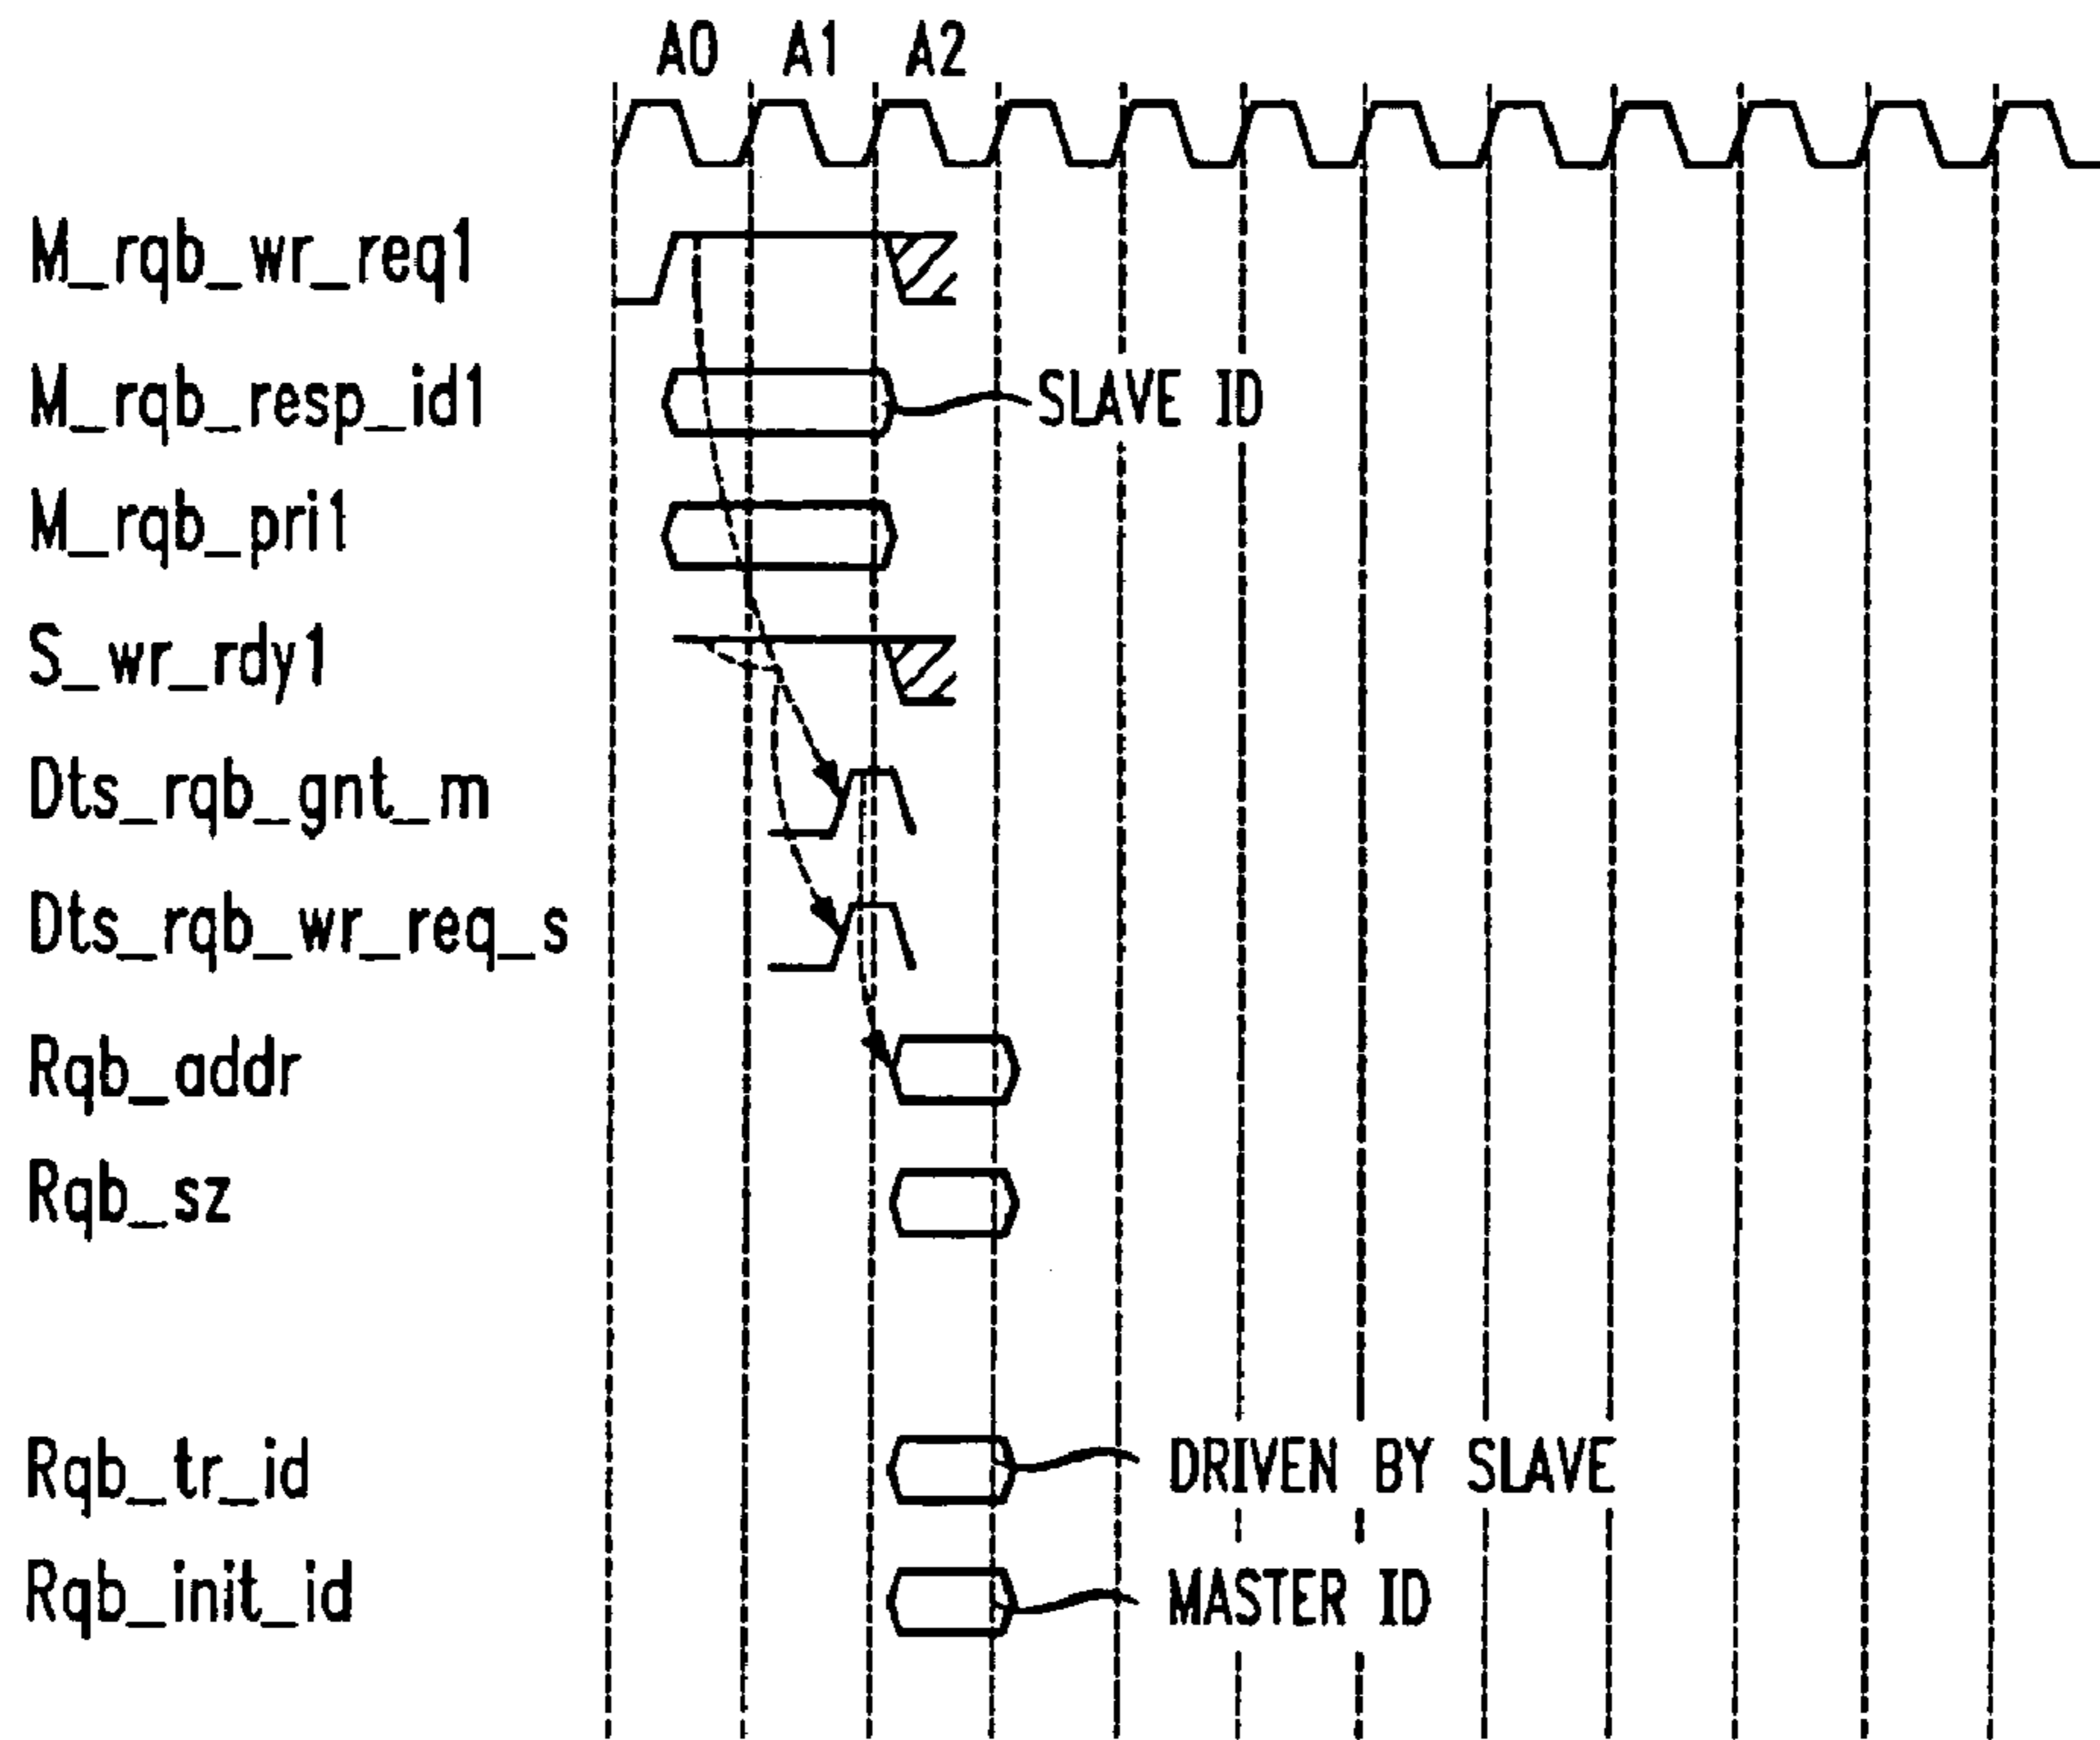 A0 A1 A2
M_rqb_wr_req1
M_rqb_resp_id1
SLAVE ID
M_rqb_pri1
S_wr_rdy1
Dts_rqb_gnt_m
Dts_rqb_wr_req_s
Rqb_addr
Rqb_sz
Rqb_tr_id
DRIVEN BY SLAVE
Rqb_init_id
MASTER ID